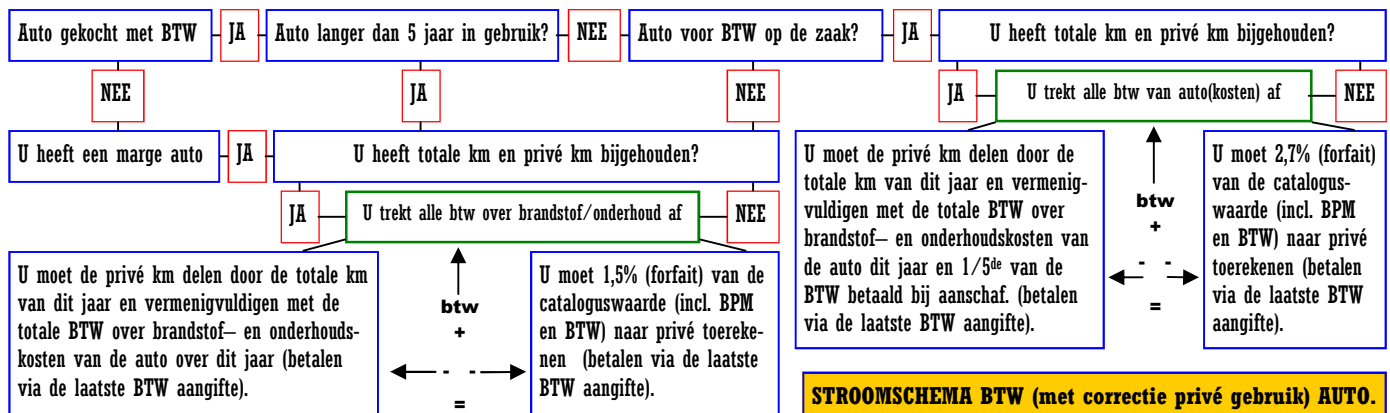 Auto gekocht met BTW JA Auto langer dan 5 jaar in gebruik? NEE Auto voor BTW op de zaak? JA U heeft totale km en privé km bijgehouden?
NEE JA NEE JA U trekt alle btw van auto(kosten) af NEE
U heeft een marge auto JA U heeft totale km en privé km bijgehouden?
JA U trekt alle btw over brandstof/onderhoud af NEE
U moet de privé km delen door de totale km
van dit jaar en vermenigvuldigen met de
totale BTW over brandstof– en onderhouds-
kosten van de auto over dit jaar (betalen
via de laatste BTW aangifte).
btw
+
- -
=
U moet 1,5% (forfait) van de
cataloguswaarde (incl. BPM
en BTW) naar privé toereke-
nen (betalen via de laatste
BTW aangifte).
U moet de privé km delen door de
totale km van dit jaar en vermenig-
vuldigen met de totale BTW over
brandstof– en onderhoudskosten van
de auto dit jaar en 1/5de van de
BTW betaald bij aanschaf. (betalen
via de laatste BTW aangifte).
btw
+
- -
=
U moet 2,7% (forfait)
van de catalogus-
waarde (incl. BPM
en BTW) naar privé
toerekenen (betalen
via de laatste BTW
aangifte).
STROOMSCHEMA BTW (met correctie privé gebruik) AUTO.